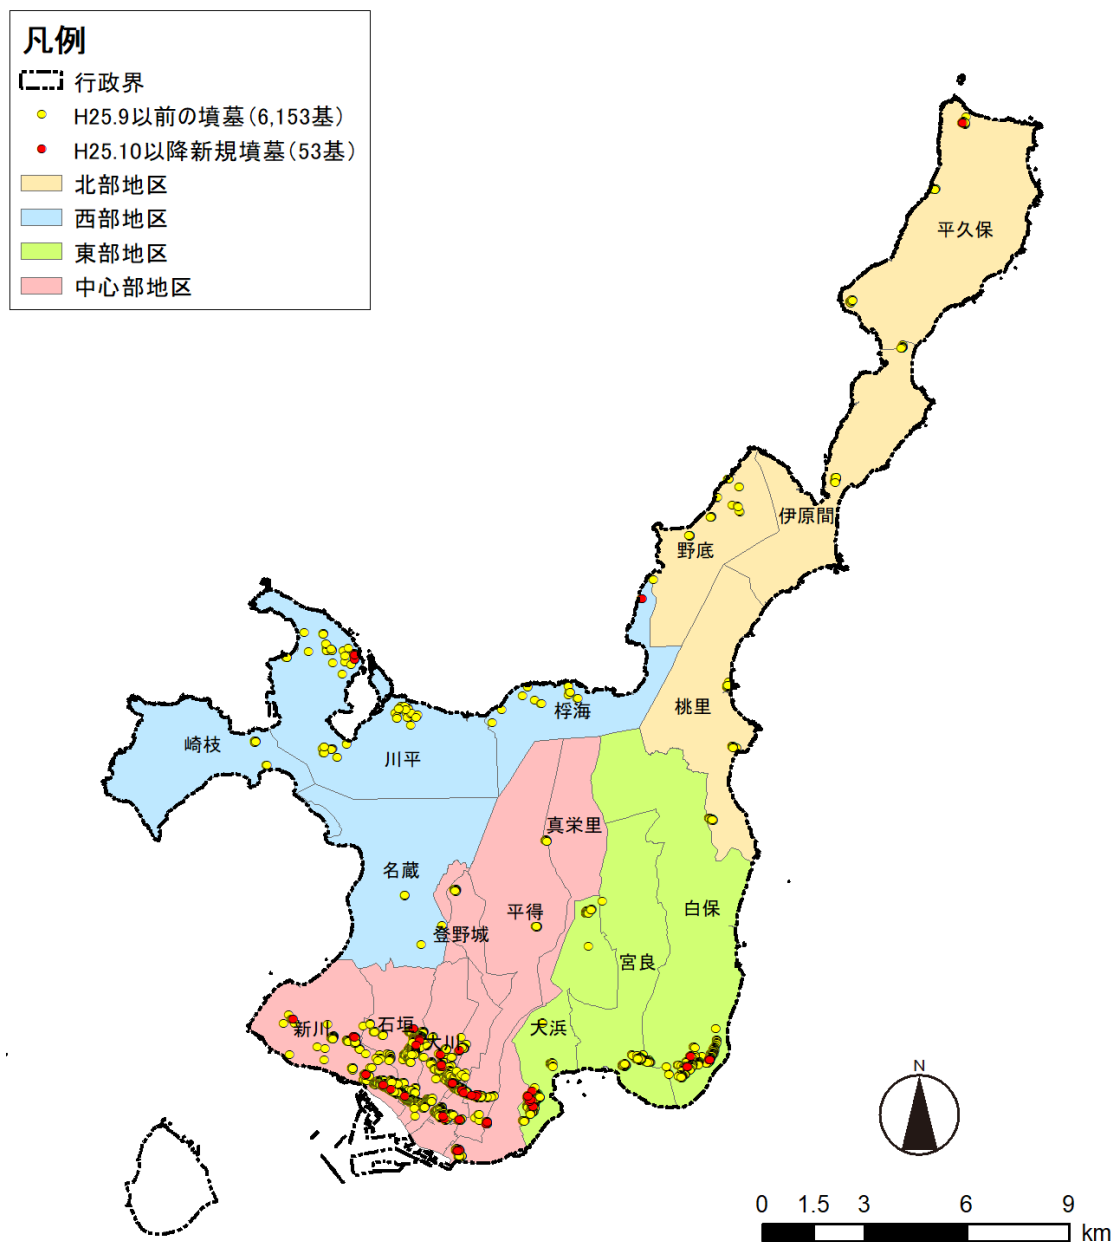 凡例
行政界
H25.9以前の墳墓(6,153基)
H25.10以降新規墳墓(53基)
北部地区
西部地区
東部地区
中心部地区
平久保
伊原間
野底
桃里
桴海
崎枝
川平
真栄里
名蔵
白保
平得
登野城
宮良
新川
石垣
大川
大浜
N
0 1.5 3 6 9
km